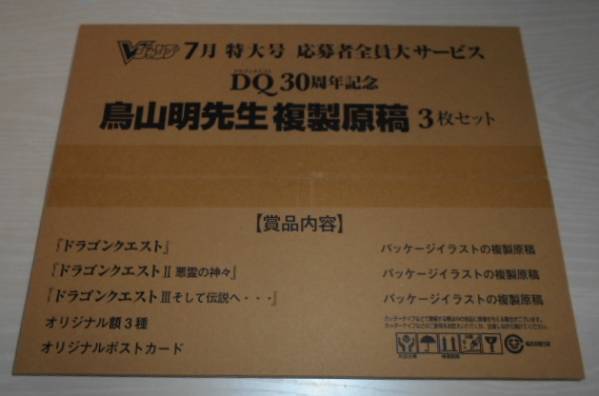 Vジャンプ 7月 特大号 応募者全員大サービス
DQ30周年記念
鳥山明先生 複製原稿 3枚セット
【賞品内容】
『ドラゴンクエスト』 パッケージイラストの複製原稿
『ドラゴンクエストⅡ 悪霊の神々』 パッケージイラストの複製原稿
『ドラゴンクエストⅢ そして伝説へ・・・』 パッケージイラストの複製原稿
オリジナル額3種
オリジナルポストカード